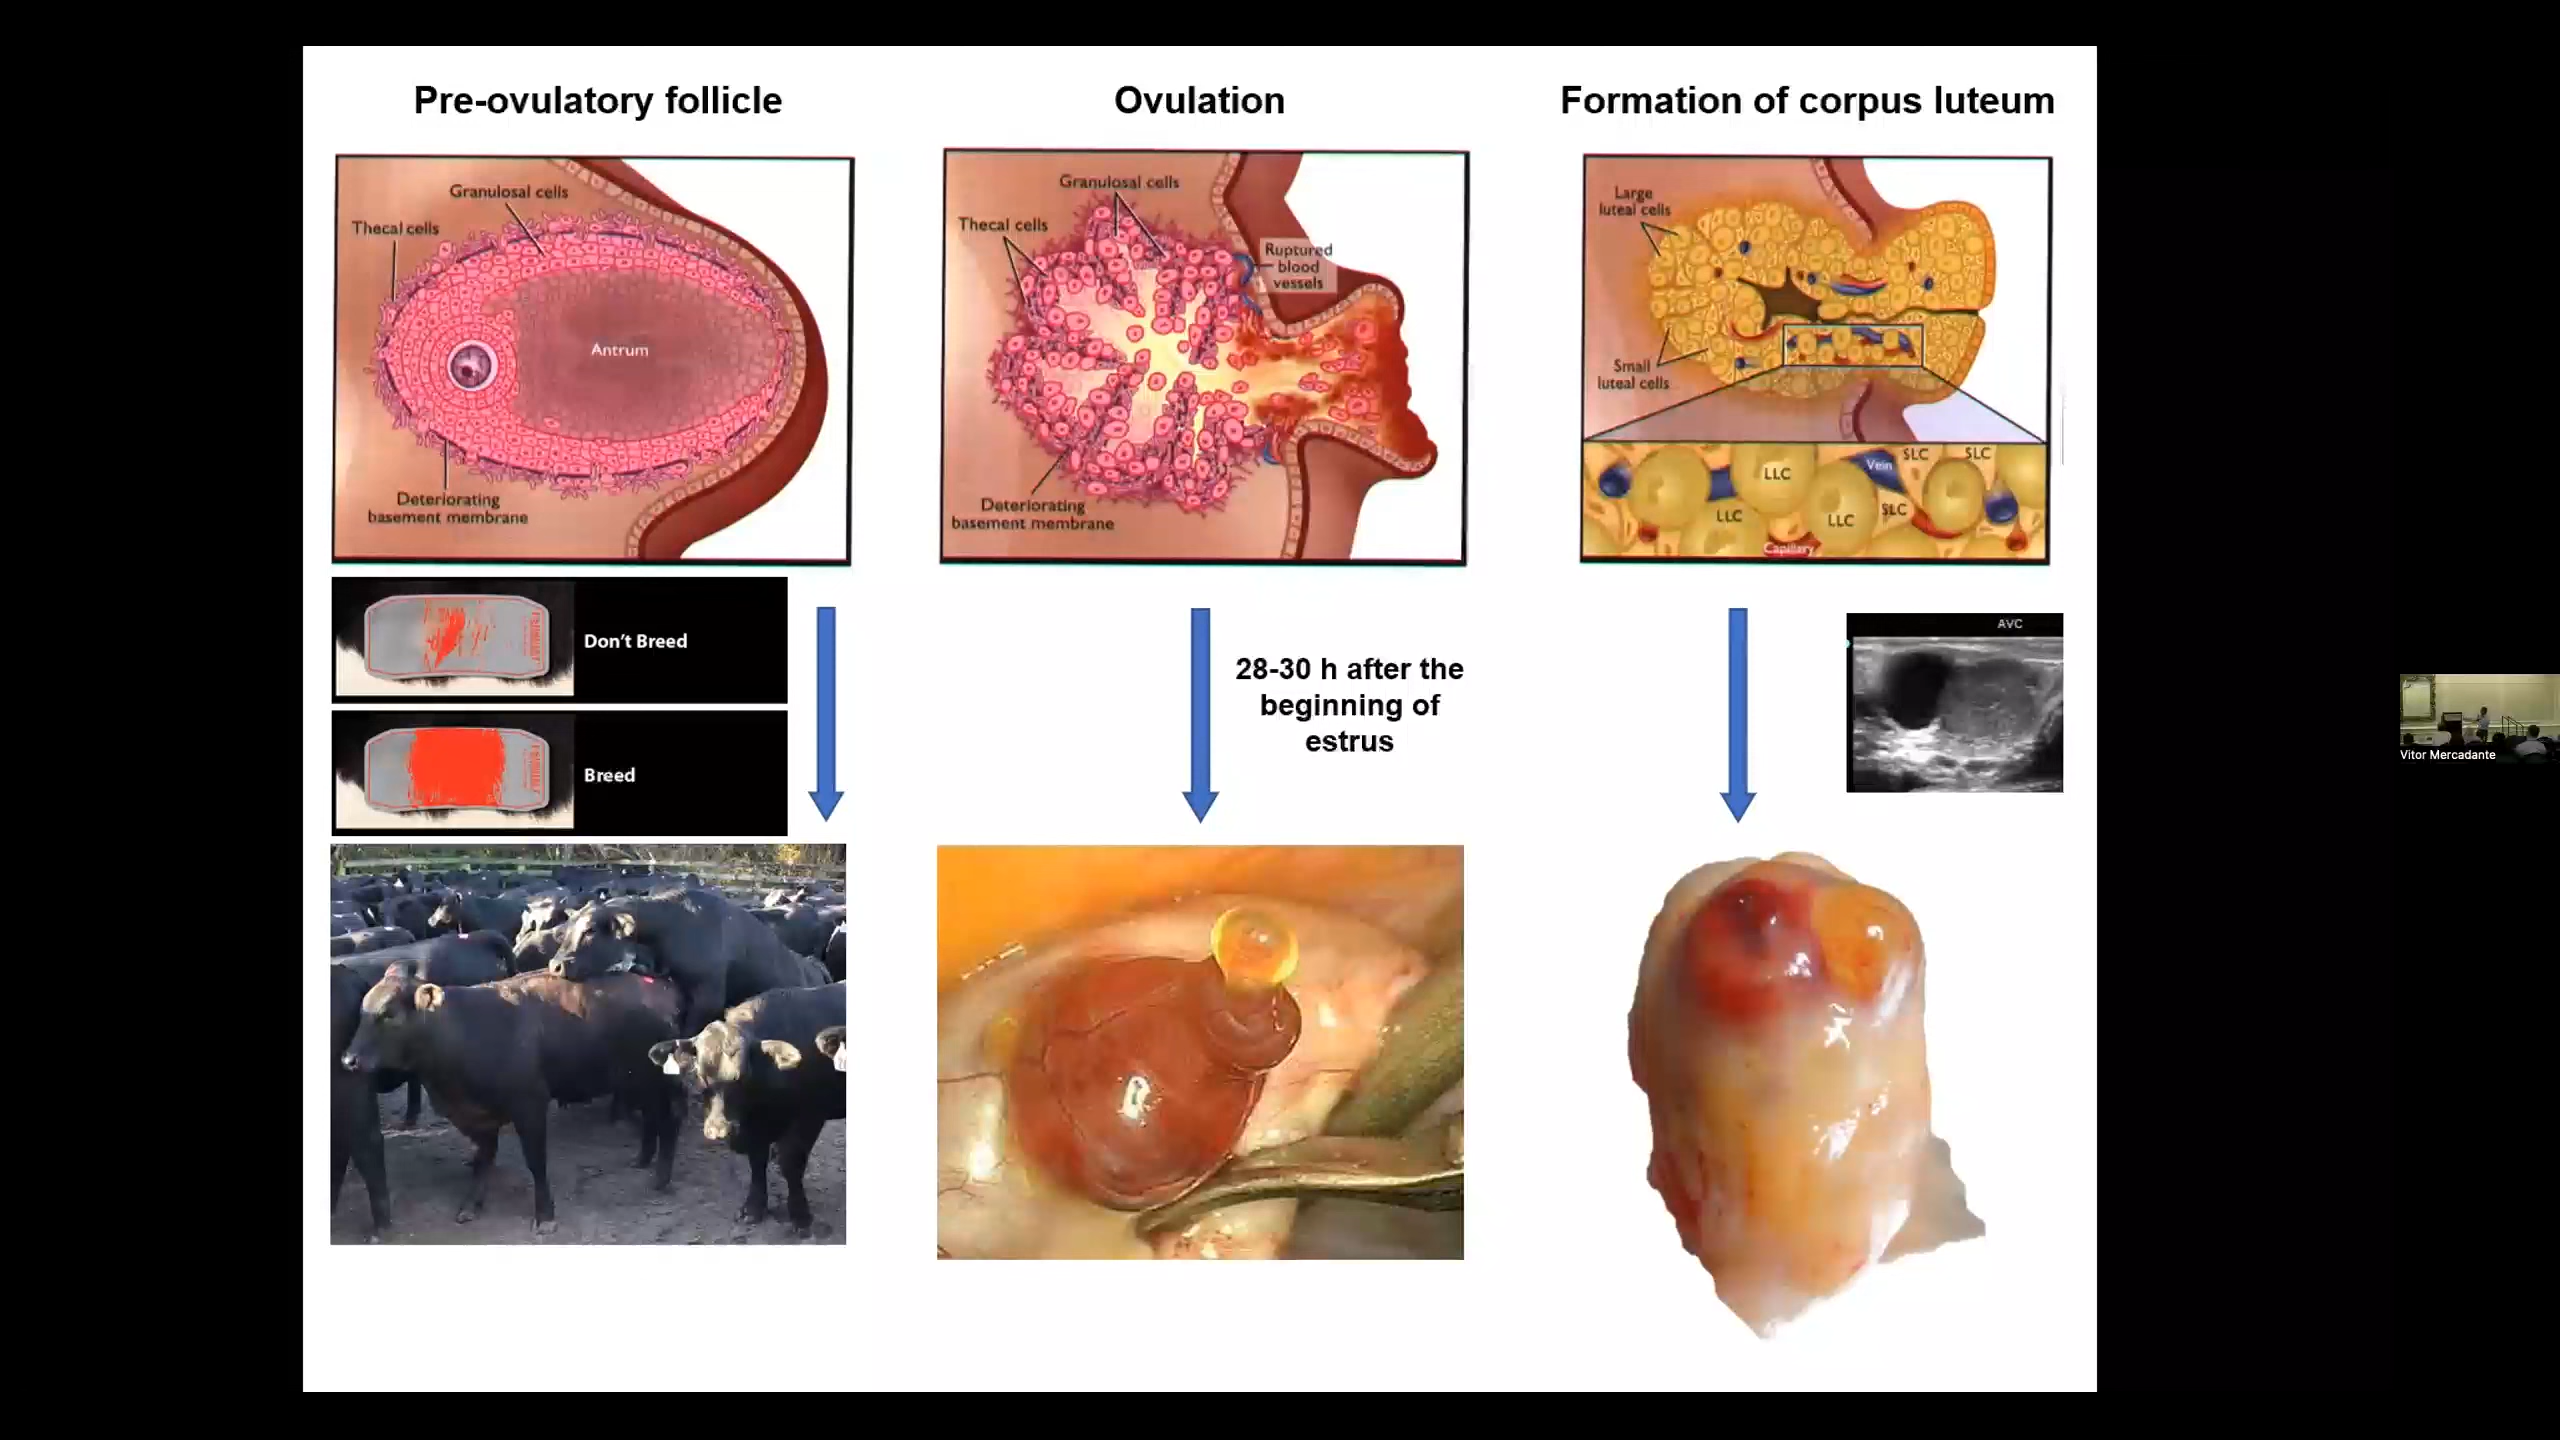 Pre-ovulatory follicle
Granulosal cells
Thecal cells
Antrum
Deteriorating
basement membrane
Don't Breed
Breed
Ovulation
Granulosal cells
Thecal cells
Ruptured
blood
vessels
Deteriorating
basement membrane
28-30 h after the
beginning of
estrus
Formation of corpus luteum
Large
luteal cells
Small
luteal cells
LLC
Vein
SLC
SLC
LLC
LLC
SLC
Capillary
AVC
Vitor Mercadante